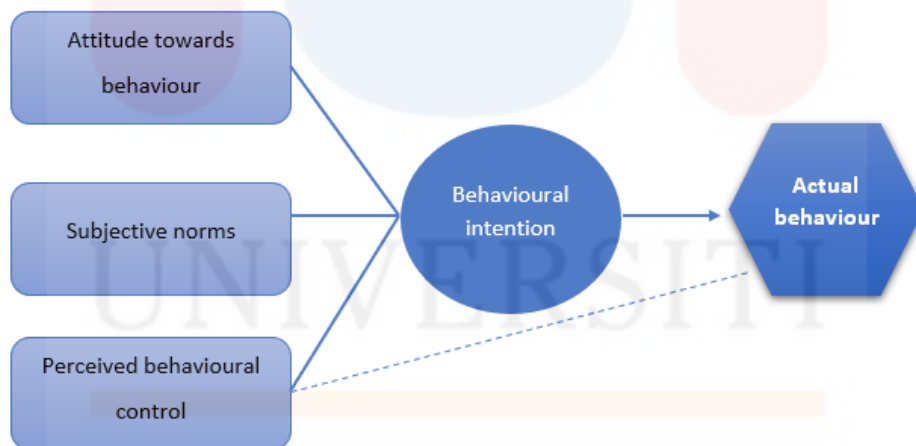 Attitude towards
behaviour
Behavioural
intention
Actual
behaviour
Subjective norms
UNIVERSITI
Perceived behavioural
control